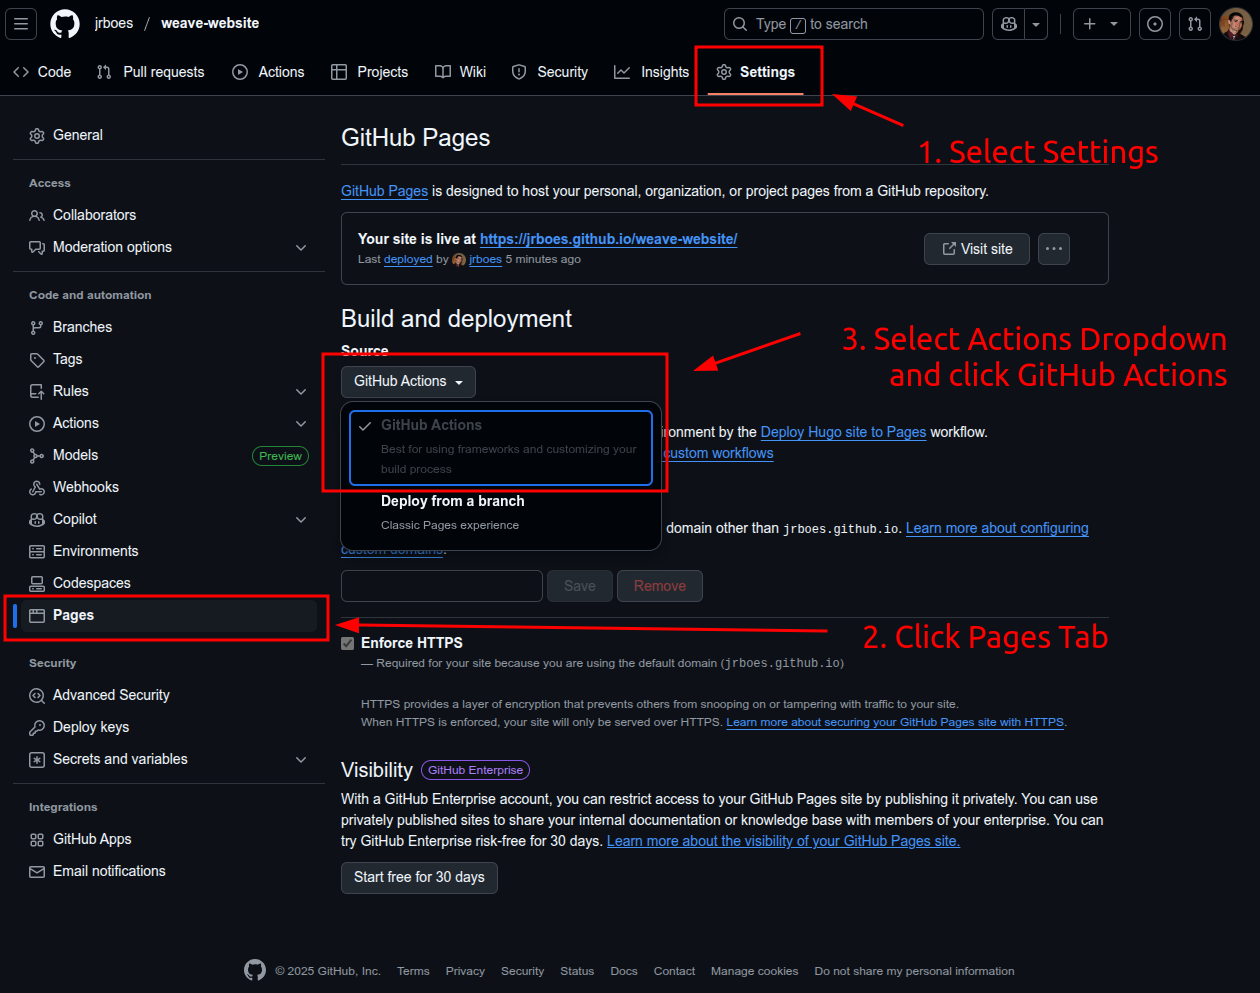 jrboes / weave-website
Type / to search
Code Pull requests Actions Projects Wiki Security Insights Settings
1. Select Settings
General
Access
Collaborators
Moderation options
Code and automation
Branches
Tags
Rules
Actions
Models Preview
Webhooks
Copilot
Environments
Codespaces
Pages
Security
Advanced Security
Deploy keys
Secrets and variables
Integrations
GitHub Apps
Email notifications
GitHub Pages
GitHub Pages is designed to host your personal, organization, or project pages from a GitHub repository.
Your site is live at https://jrboes.github.io/weave-website/
Last deployed by jrboes 5 minutes ago
Visit site
Build and deployment
Source
3. Select Actions Dropdown
and click GitHub Actions
GitHub Actions
GitHub Actions
Best for using frameworks and customizing your
build process
Deploy from a branch
Classic Pages experience
ronment by the Deploy Hugo site to Pages workflow.
custom workflows
domain other than jrboes.github.io. Learn more about configuring
custom domains.
Save Remove
2. Click Pages Tab
Enforce HTTPS
— Required for your site because you are using the default domain (jrboes.github.io)
HTTPS provides a layer of encryption that prevents others from snooping on or tampering with traffic to your site.
When HTTPS is enforced, your site will only be served over HTTPS. Learn more about securing your GitHub Pages site with HTTPS.
Visibility GitHub Enterprise
With a GitHub Enterprise account, you can restrict access to your GitHub Pages site by publishing it privately. You can use
privately published sites to share your internal documentation or knowledge base with members of your enterprise. You can
try GitHub Enterprise risk-free for 30 days. Learn more about the visibility of your GitHub Pages site.
Start free for 30 days
© 2025 GitHub, Inc. Terms Privacy Security Status Docs Contact Manage cookies Do not share my personal information